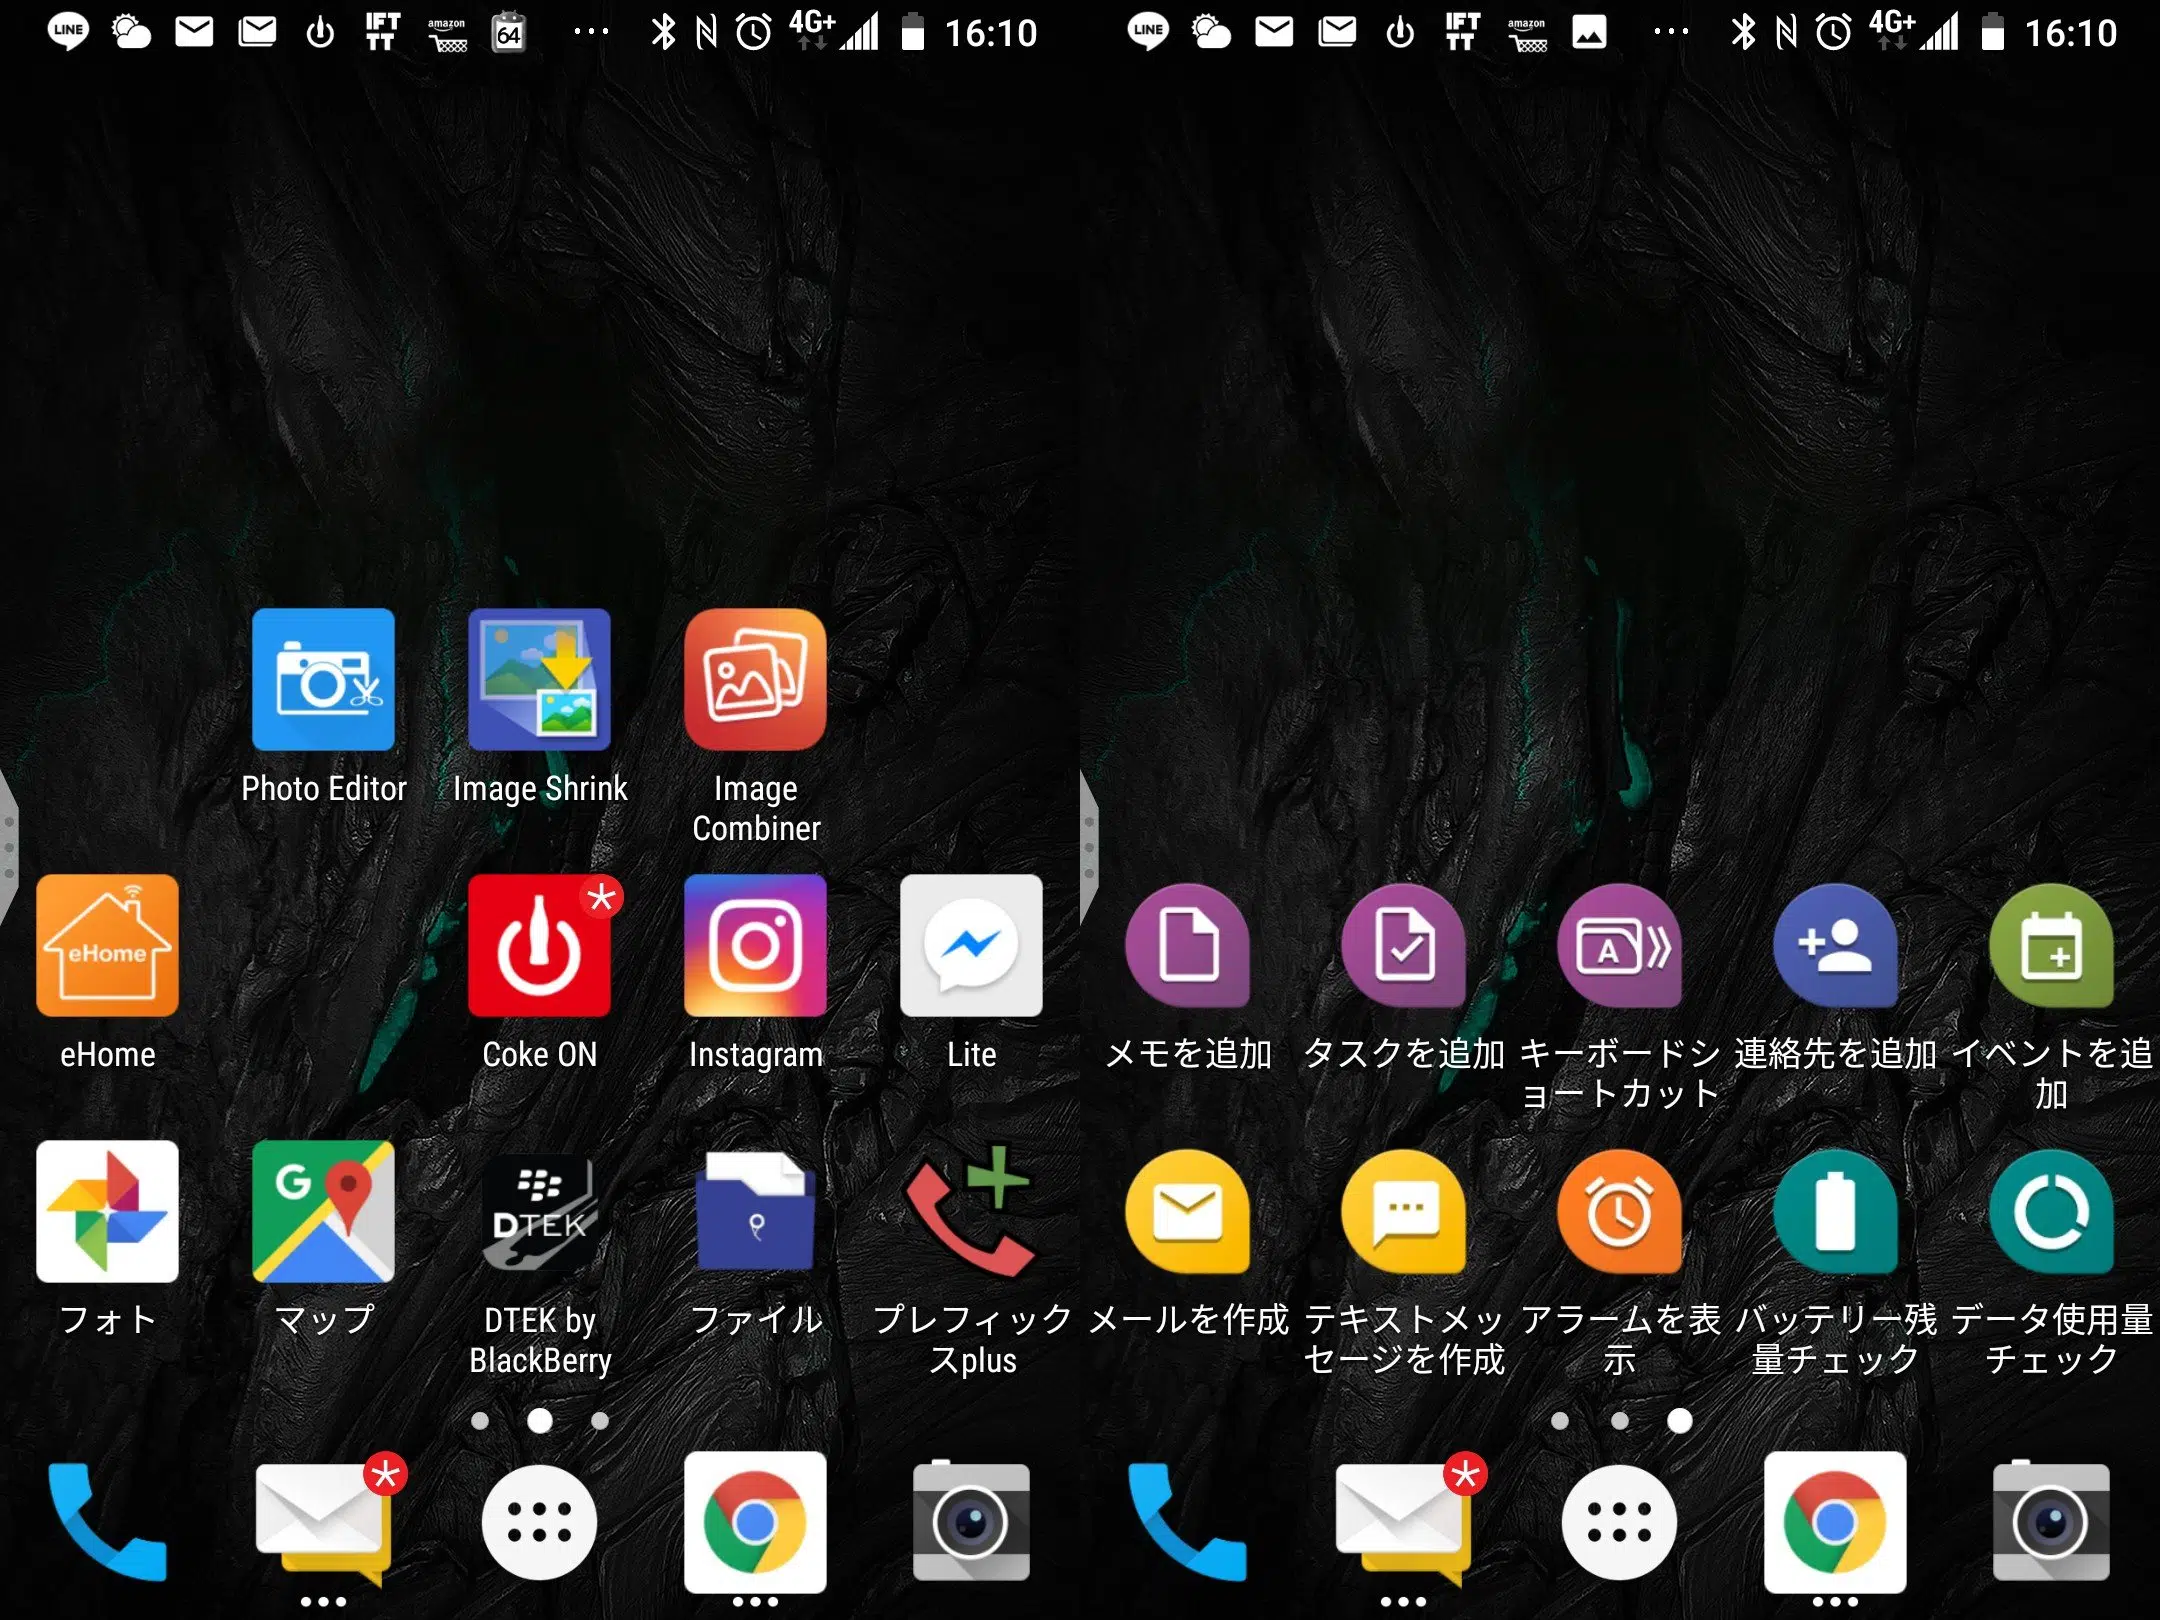 LINE
IFTTT
amazon
64
4G+
16:10
Photo Editor
Image Shrink
Image
Combiner
eHome
eHome
Coke ON
Instagram
Lite
G
DTEK
フォト
マップ
DTEK by
BlackBerry
ファイル
プレフィック
スplus
LINE
IFTTT
amazon
4G+
16:10
A
メモを追加
タスクを追加
キーボードシ
ョートカット
連絡先を追加
イベントを追
加
メールを作成
テキストメッ
セージを作成
アラームを表
示
バッテリー残
量チェック
データ使用量
チェック